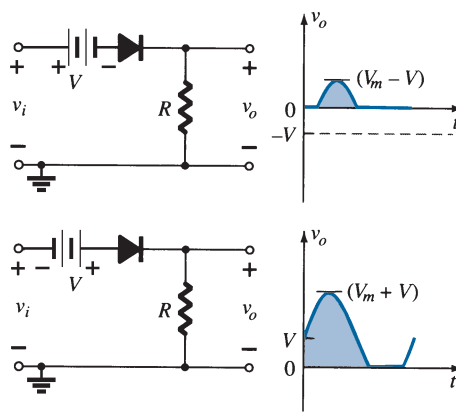 + + − +
V
v_i R v_o
− −
v_o
(V_m − V)
0
−V
t
− +
+ V +
v_i R v_o
− −
v_o
(V_m + V)
V
0
t